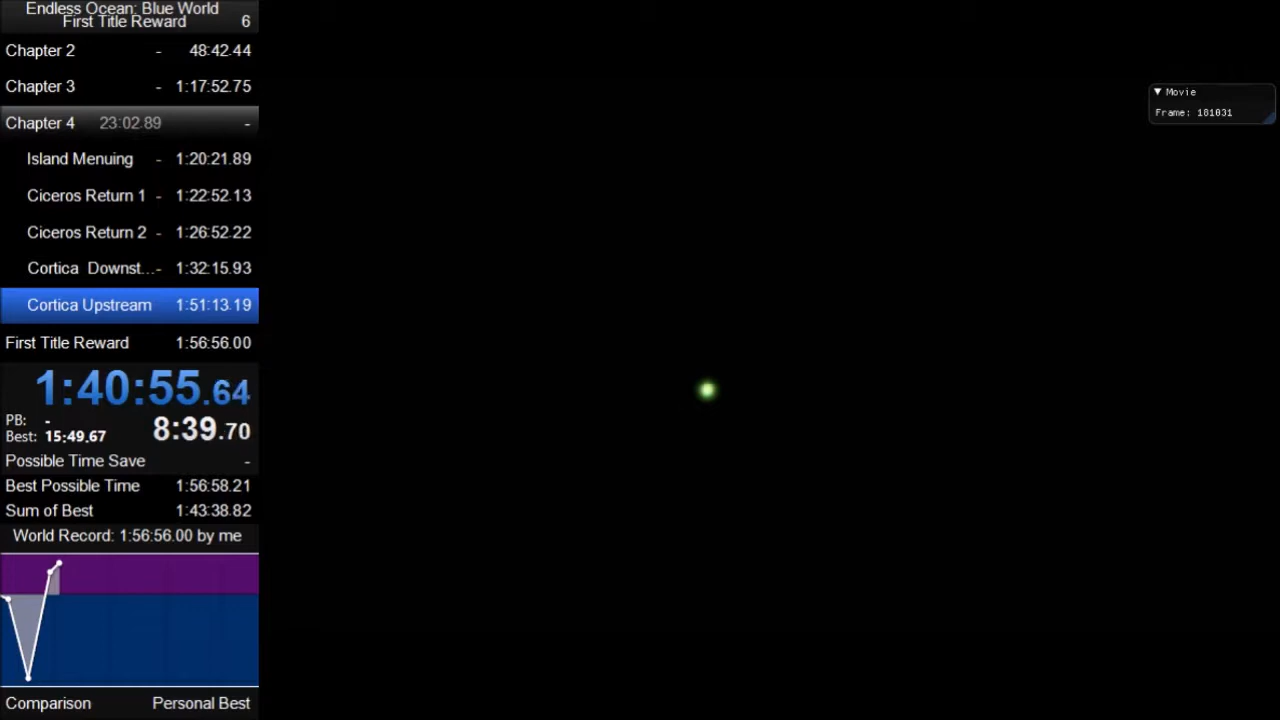 Endless Ocean: Blue World
First Title Reward 6
Chapter 2 - 48:42.44
Chapter 3 - 1:17:52.75
Chapter 4 23:02.89 -
Island Menuing - 1:20:21.89
Ciceros Return 1 - 1:22:52.13
Ciceros Return 2 - 1:26:52.22
Cortica Downst...- 1:32:15.93
Cortica Upstream 1:51:13.19
First Title Reward 1:56:56.00
1:40:55.64
PB: -
Best: 15:49.67 8:39.70
Possible Time Save -
Best Possible Time 1:56:58.21
Sum of Best 1:43:38.82
World Record: 1:56:56.00 by me
Comparison Personal Best
▼ Movie
Frame: 181031